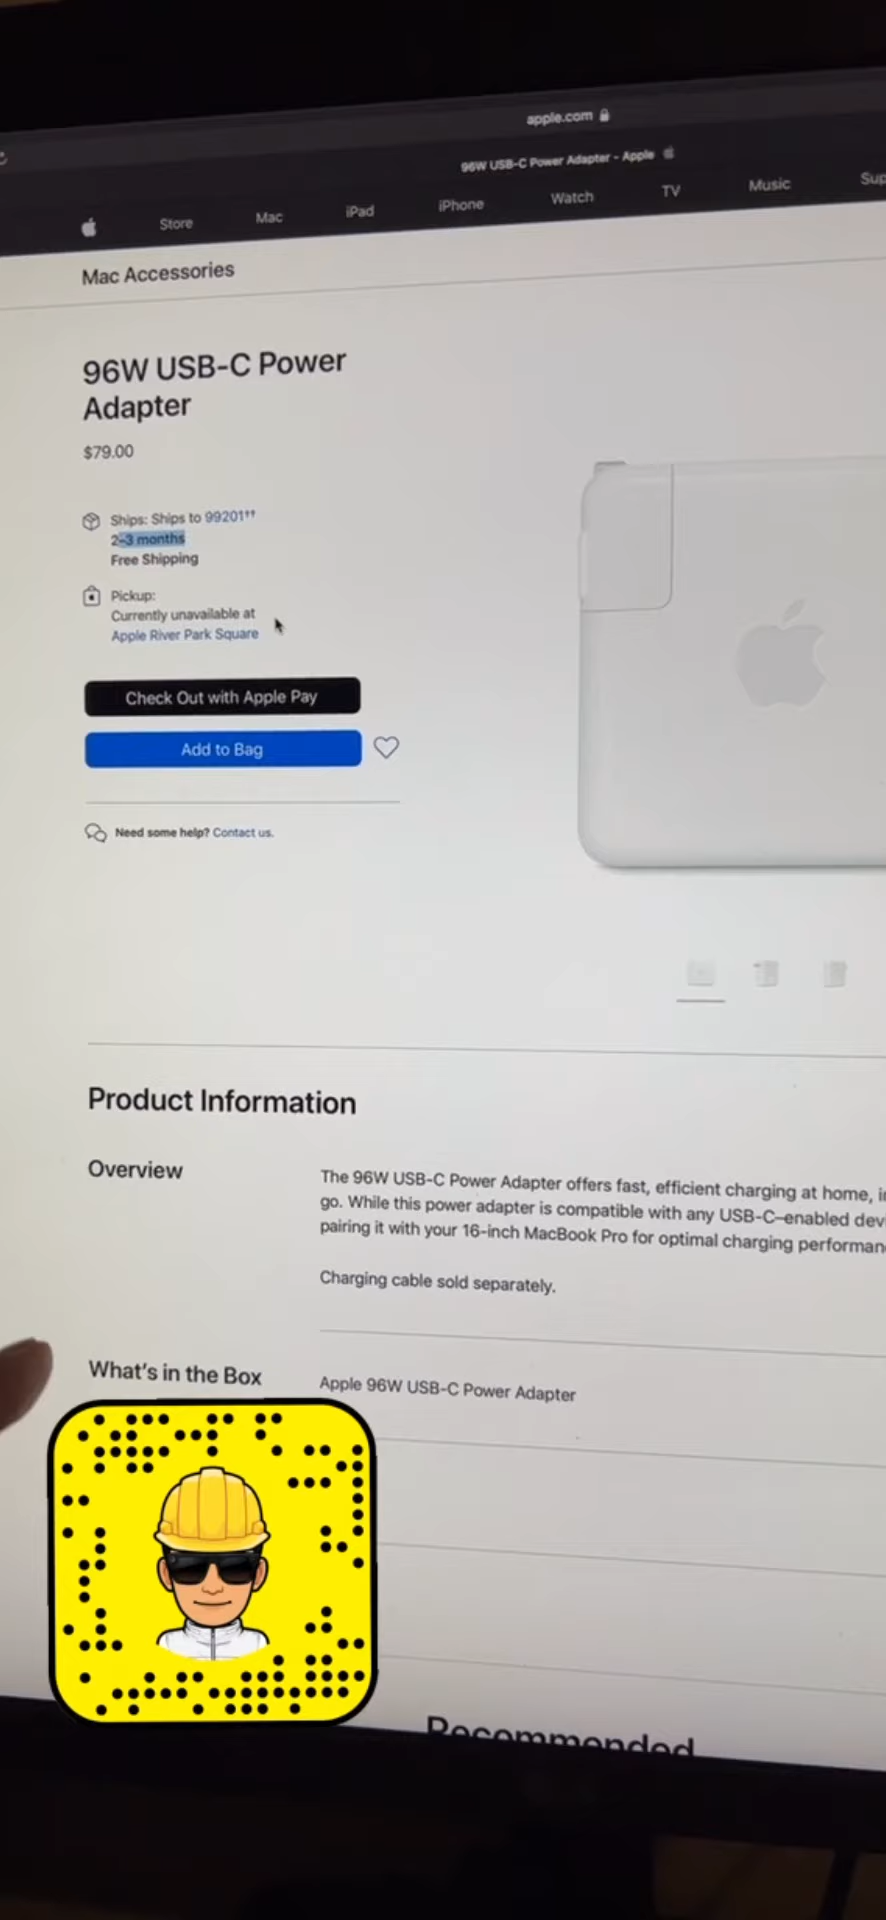 apple.com
96W USB-C Power Adapter - Apple
Store Mac iPad iPhone Watch TV Music Sup
Mac Accessories
96W USB-C Power
Adapter
$79.00
Ships: Ships to 99201††
2–3 months
Free Shipping
Pickup:
Currently unavailable at
Apple River Park Square
Check Out with Apple Pay
Add to Bag
Need some help? Contact us.
Product Information
Overview
The 96W USB-C Power Adapter offers fast, efficient charging at home, in
go. While this power adapter is compatible with any USB-C–enabled dev
pairing it with your 16-inch MacBook Pro for optimal charging performan
Charging cable sold separately.
What's in the Box
Apple 96W USB-C Power Adapter
Recommended